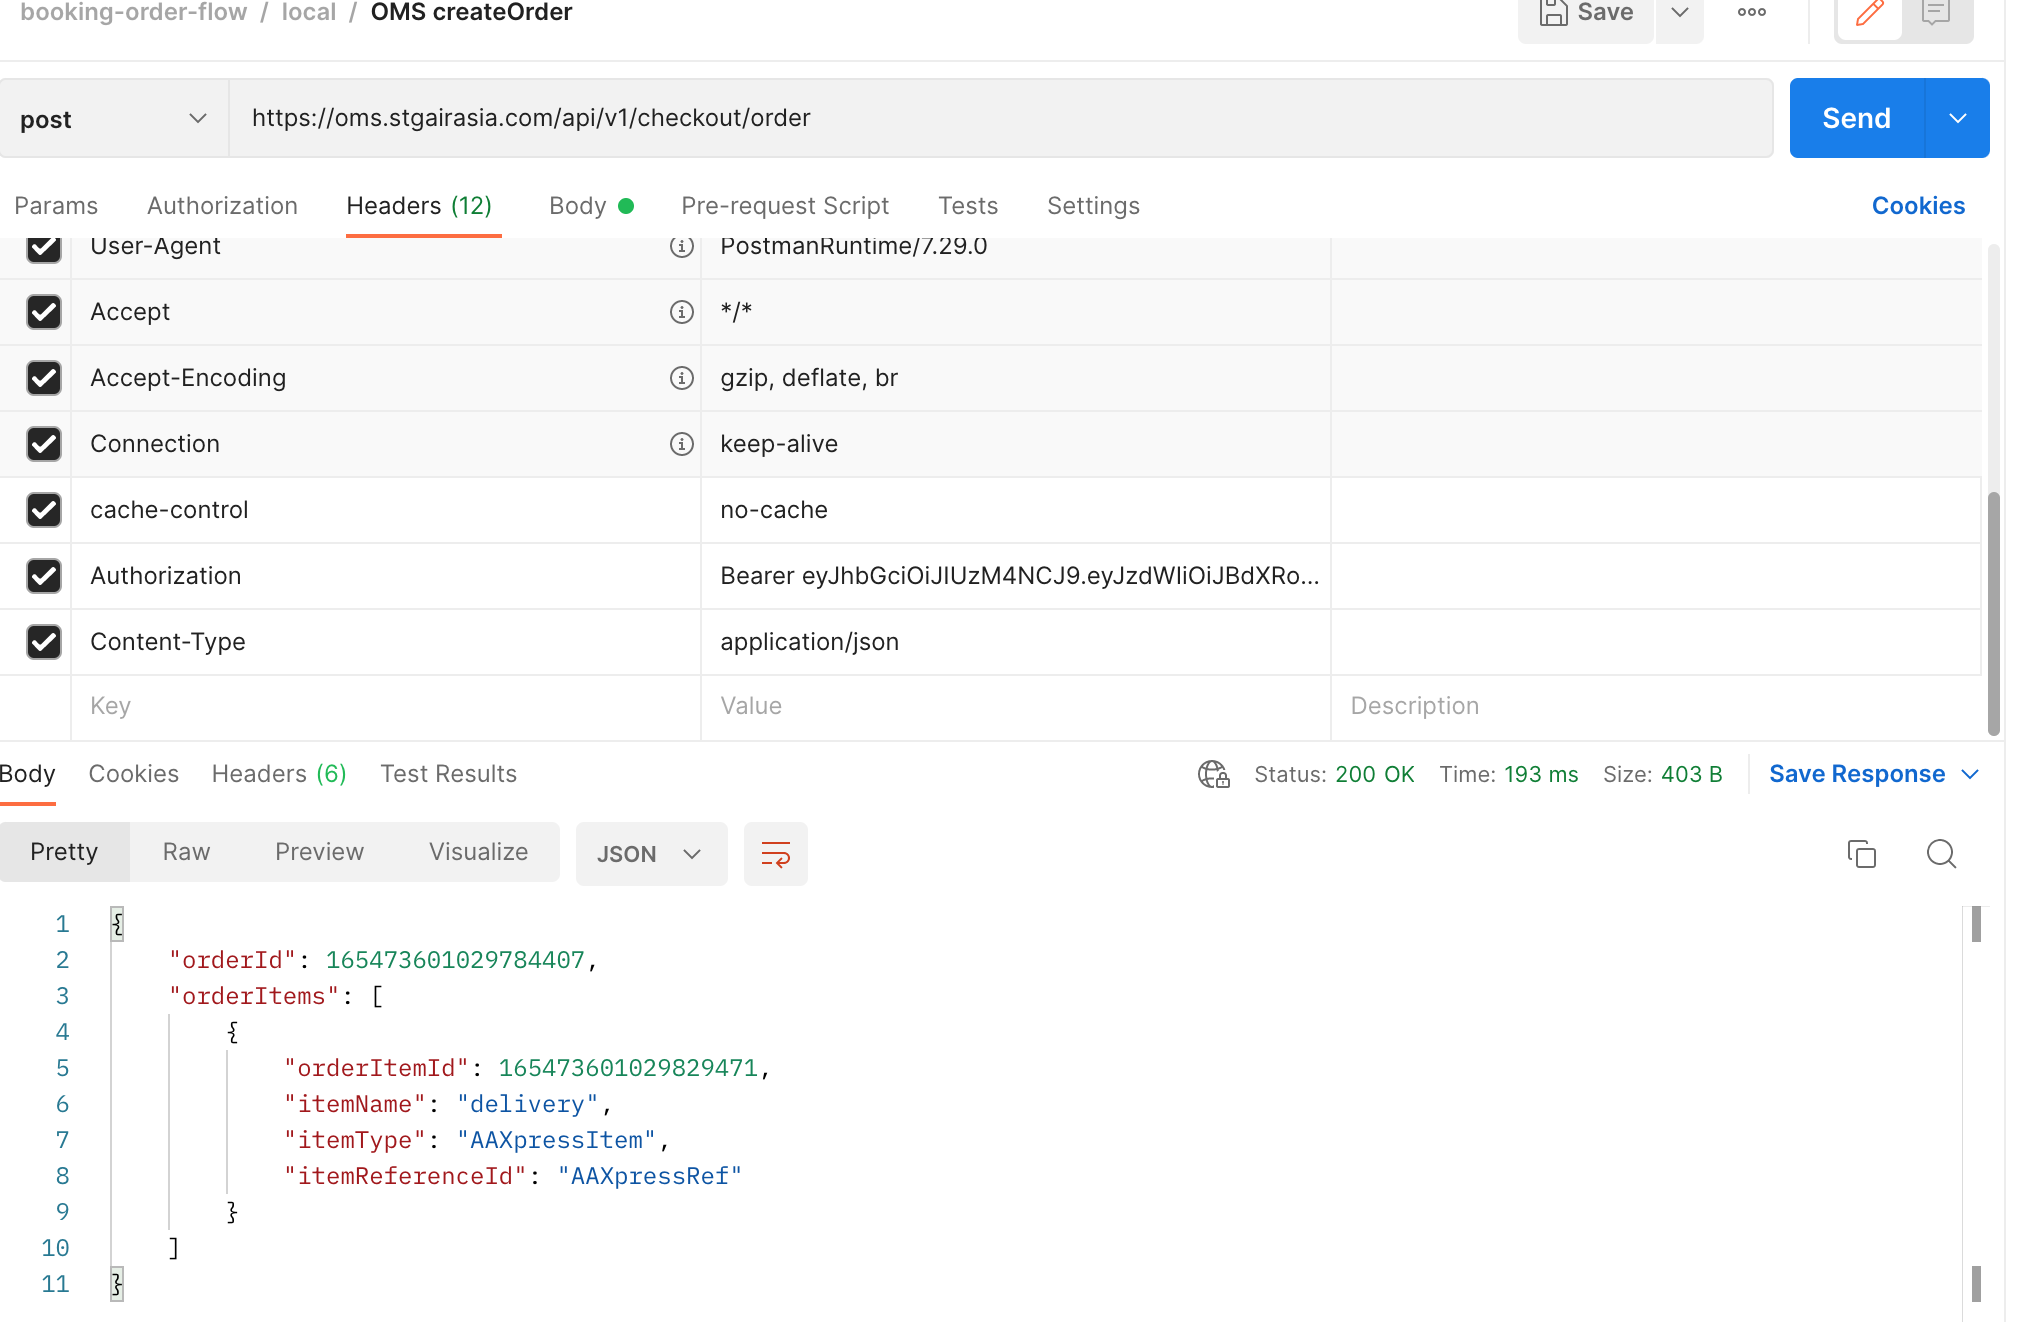 booking-order-flow / local / OMS createOrder
Save
post
https://oms.stgairasia.com/api/v1/checkout/order
Send
Params Authorization Headers (12) Body Pre-request Script Tests Settings Cookies
User-Agent PostmanRuntime/7.29.0
Accept */*
Accept-Encoding gzip, deflate, br
Connection keep-alive
cache-control no-cache
Authorization Bearer eyJhbGciOiJIUzM4NCJ9.eyJzdWIiOiJBdXRo...
Content-Type application/json
Key Value Description
Body Cookies Headers (6) Test Results Status: 200 OK Time: 193 ms Size: 403 B Save Response
Pretty Raw Preview Visualize JSON
1 {
2 "orderId": 165473601029784407,
3 "orderItems": [
4 {
5 "orderItemId": 165473601029829471,
6 "itemName": "delivery",
7 "itemType": "AAXpressItem",
8 "itemReferenceId": "AAXpressRef"
9 }
10 ]
11 }